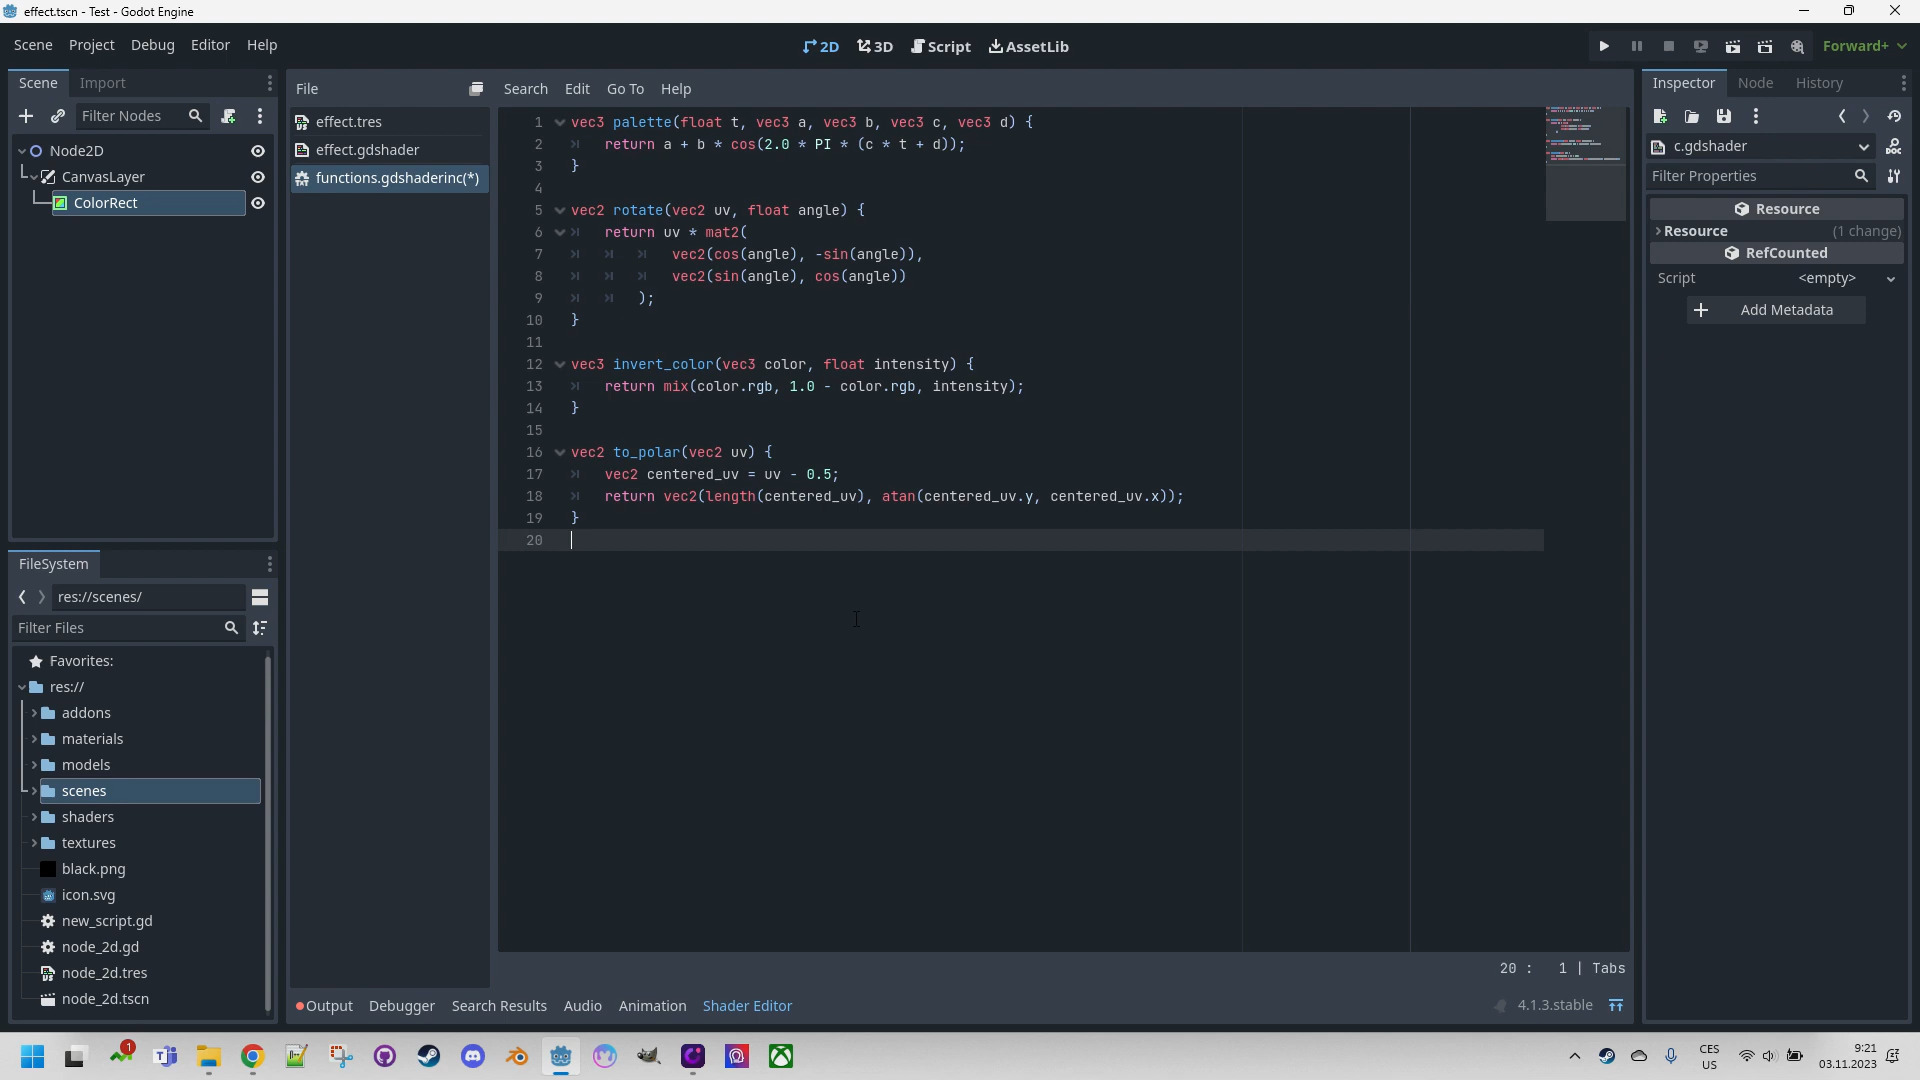 effect.tscn - Test - Godot Engine
Scene Project Debug Editor Help
2D 3D Script AssetLib
Forward+
Scene Import
Filter Nodes
Node2D
CanvasLayer
ColorRect
FileSystem
res://scenes/
Filter Files
Favorites:
res://
addons
materials
models
scenes
shaders
textures
black.png
icon.svg
new_script.gd
node_2d.gd
node_2d.tres
node_2d.tscn
File
effect.tres
effect.gdshader
functions.gdshaderinc(*)
Search Edit Go To Help
1 vec3 palette(float t, vec3 a, vec3 b, vec3 c, vec3 d) {
2 return a + b * cos(2.0 * PI * (c * t + d));
3 }
4
5 vec2 rotate(vec2 uv, float angle) {
6 return uv * mat2(
7 vec2(cos(angle), -sin(angle)),
8 vec2(sin(angle), cos(angle))
9 );
10 }
11
12 vec3 invert_color(vec3 color, float intensity) {
13 return mix(color.rgb, 1.0 - color.rgb, intensity);
14 }
15
16 vec2 to_polar(vec2 uv) {
17 vec2 centered_uv = uv - 0.5;
18 return vec2(length(centered_uv), atan(centered_uv.y, centered_uv.x));
19 }
20
20 : 1 | Tabs
Output Debugger Search Results Audio Animation Shader Editor
4.1.3.stable
Inspector Node History
c.gdshader
Filter Properties
Resource
Resource (1 change)
RefCounted
Script <empty>
Add Metadata
1
CES
US
9:21
03.11.2023